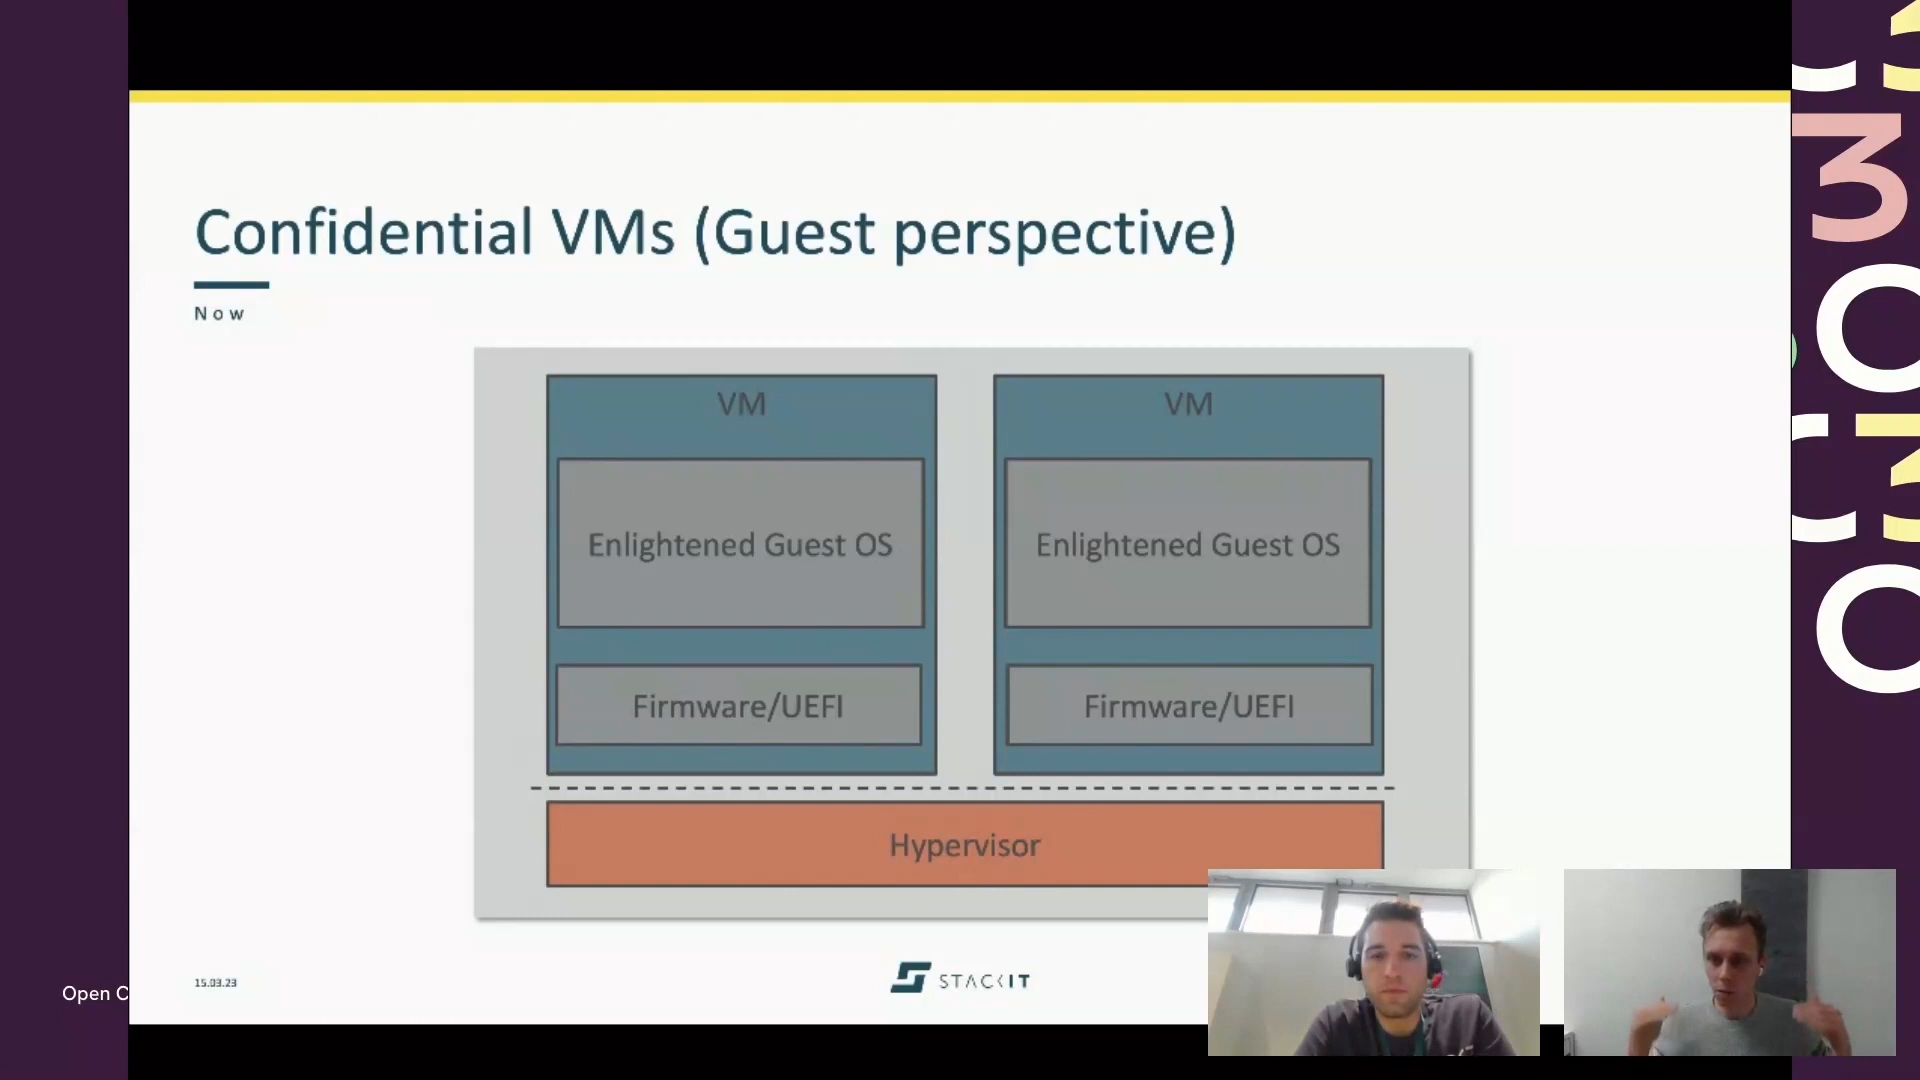 Confidential VMs (Guest perspective)
Now
VM
VM
Enlightened Guest OS
Enlightened Guest OS
Firmware/UEFI
Firmware/UEFI
Hypervisor
15.03.23
STACKIT
Open C